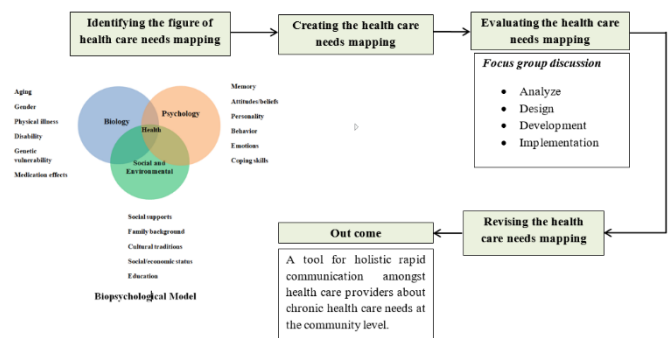 Identifying the figure of
health care needs mapping
Creating the health care
needs mapping
Evaluating the health care
needs mapping
Focus group discussion
• Analyze
• Design
• Development
• Implementation
Aging
Gender
Physical illness
Disability
Genetic
vulnerability
Medication effects
Biology
Psychology
Health
Social and
Environmental
Memory
Attitudes/beliefs
Personality
Behavior
Emotions
Coping skills
Social supports
Family background
Cultural traditions
Social/economic status
Education
Biopsychological Model
Revising the health
care needs mapping
Out come
A tool for holistic rapid
communication amongst
health care providers about
chronic health care needs at
the community level.